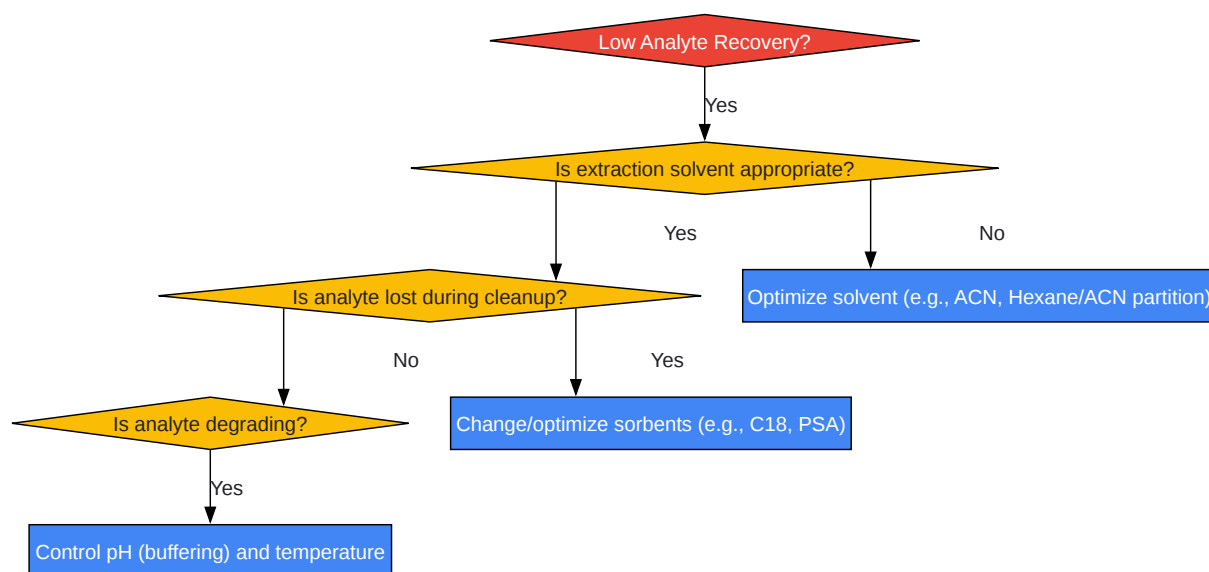 Low Analyte Recovery?
Yes
Is extraction solvent appropriate?
Yes
No
Is analyte lost during cleanup?
Optimize solvent (e.g., ACN, Hexane/ACN partition)
No
Yes
Is analyte degrading?
Change/optimize sorbents (e.g., C18, PSA)
Yes
Control pH (buffering) and temperature